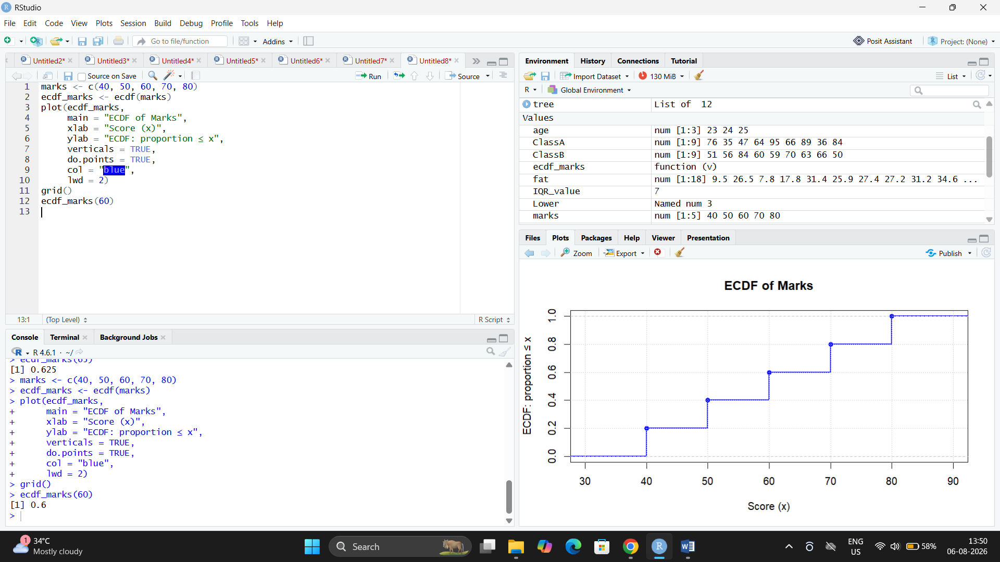 RStudio
File Edit Code View Plots Session Build Debug Profile Tools Help
Go to file/function Addins Posit Assistant Project: (None)
Untitled2* Untitled3* Untitled4* Untitled5* Untitled6* Untitled7* Untitled8*
Source on Save Run Source
1 marks <- c(40, 50, 60, 70, 80)
2 ecdf_marks <- ecdf(marks)
3 plot(ecdf_marks,
4 main = "ECDF of Marks",
5 xlab = "Score (x)",
6 ylab = "ECDF: proportion ≤ x",
7 verticals = TRUE,
8 do.points = TRUE,
9 col = "blue",
10 lwd = 2)
11 grid()
12 ecdf_marks(60)
13
13:1 (Top Level) R Script
Console Terminal Background Jobs
R 4.6.1 · ~/
> ecdf_marks(65)
[1] 0.625
> marks <- c(40, 50, 60, 70, 80)
> ecdf_marks <- ecdf(marks)
> plot(ecdf_marks,
+ main = "ECDF of Marks",
+ xlab = "Score (x)",
+ ylab = "ECDF: proportion ≤ x",
+ verticals = TRUE,
+ do.points = TRUE,
+ col = "blue",
+ lwd = 2)
> grid()
> ecdf_marks(60)
[1] 0.6
>
Environment History Connections Tutorial
Import Dataset 130 MiB List
R Global Environment
tree List of 12
Values
age num [1:3] 23 24 25
ClassA num [1:9] 76 35 47 64 95 66 89 36 84
ClassB num [1:9] 51 56 84 60 59 70 63 66 50
ecdf_marks function (v)
fat num [1:18] 9.5 26.5 7.8 17.8 31.4 25.9 27.4 27.2 31.2 34.6 ...
IQR_value 7
Lower Named num 3
marks num [1:5] 40 50 60 70 80
Files Plots Packages Help Viewer Presentation
Zoom Export Publish
ECDF of Marks
ECDF: proportion ≤ x
1.0
0.8
0.6
0.4
0.2
0.0
30 40 50 60 70 80 90
Score (x)
1 34°C
Mostly cloudy
Search
ENG
US
58%
13:50
06-08-2026